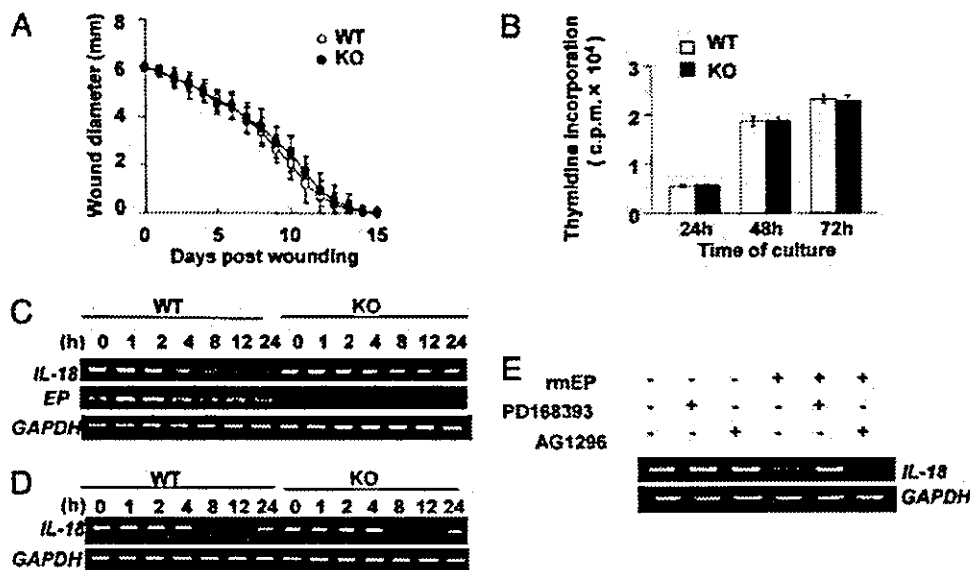 A
Wound diameter (mm)
8
6
4
2
0
WT
KO
0 5 10 15
Days post wounding
B
Thymidine incorporation
( c.p.m. × 10⁴)
3
2
1
0
WT
KO
24h 48h 72h
Time of culture
C
WT KO
(h) 0 1 2 4 8 12 24 0 1 2 4 8 12 24
IL-18
EP
GAPDH
D
WT KO
(h) 0 1 2 4 8 12 24 0 1 2 4 8 12 24
IL-18
GAPDH
E
rmEP - - - + + +
PD168393 - + - - + -
AG1296 - - + - - +
IL-18
GAPDH